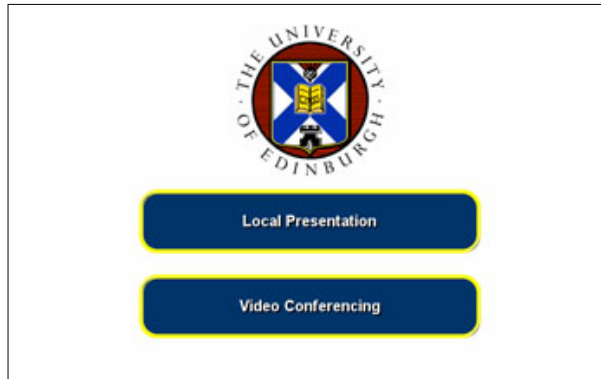 THE UNIVERSITY
OF EDINBURGH
Local Presentation
Video Conferencing